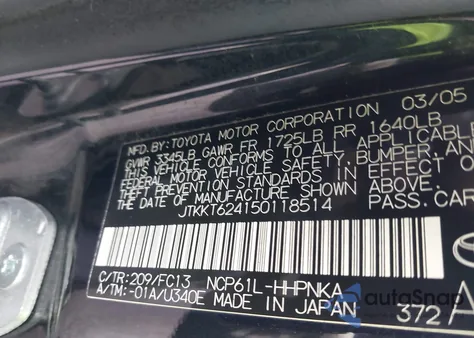 03/05
MFD.BY:TOYOTA MOTOR CORPORATION
GVWR 3345LB GAWR FR 1725LB RR 1640LB
THIS VEHICLE CONFORMS TO ALL APPLICABLE
FEDERAL MOTOR VEHICLE SAFETY,BUMPER AND
THEFT PREVENTION STANDARDS IN EFFECT ON
THE DATE OF MANUFACTURE SHOWN ABOVE.
JTKKT624150118514 PASS.CAR
C/TR:209/FC13 NCP61L-HHPNKA
A/TM:-01A/U340E MADE IN JAPAN 372
autoSnap